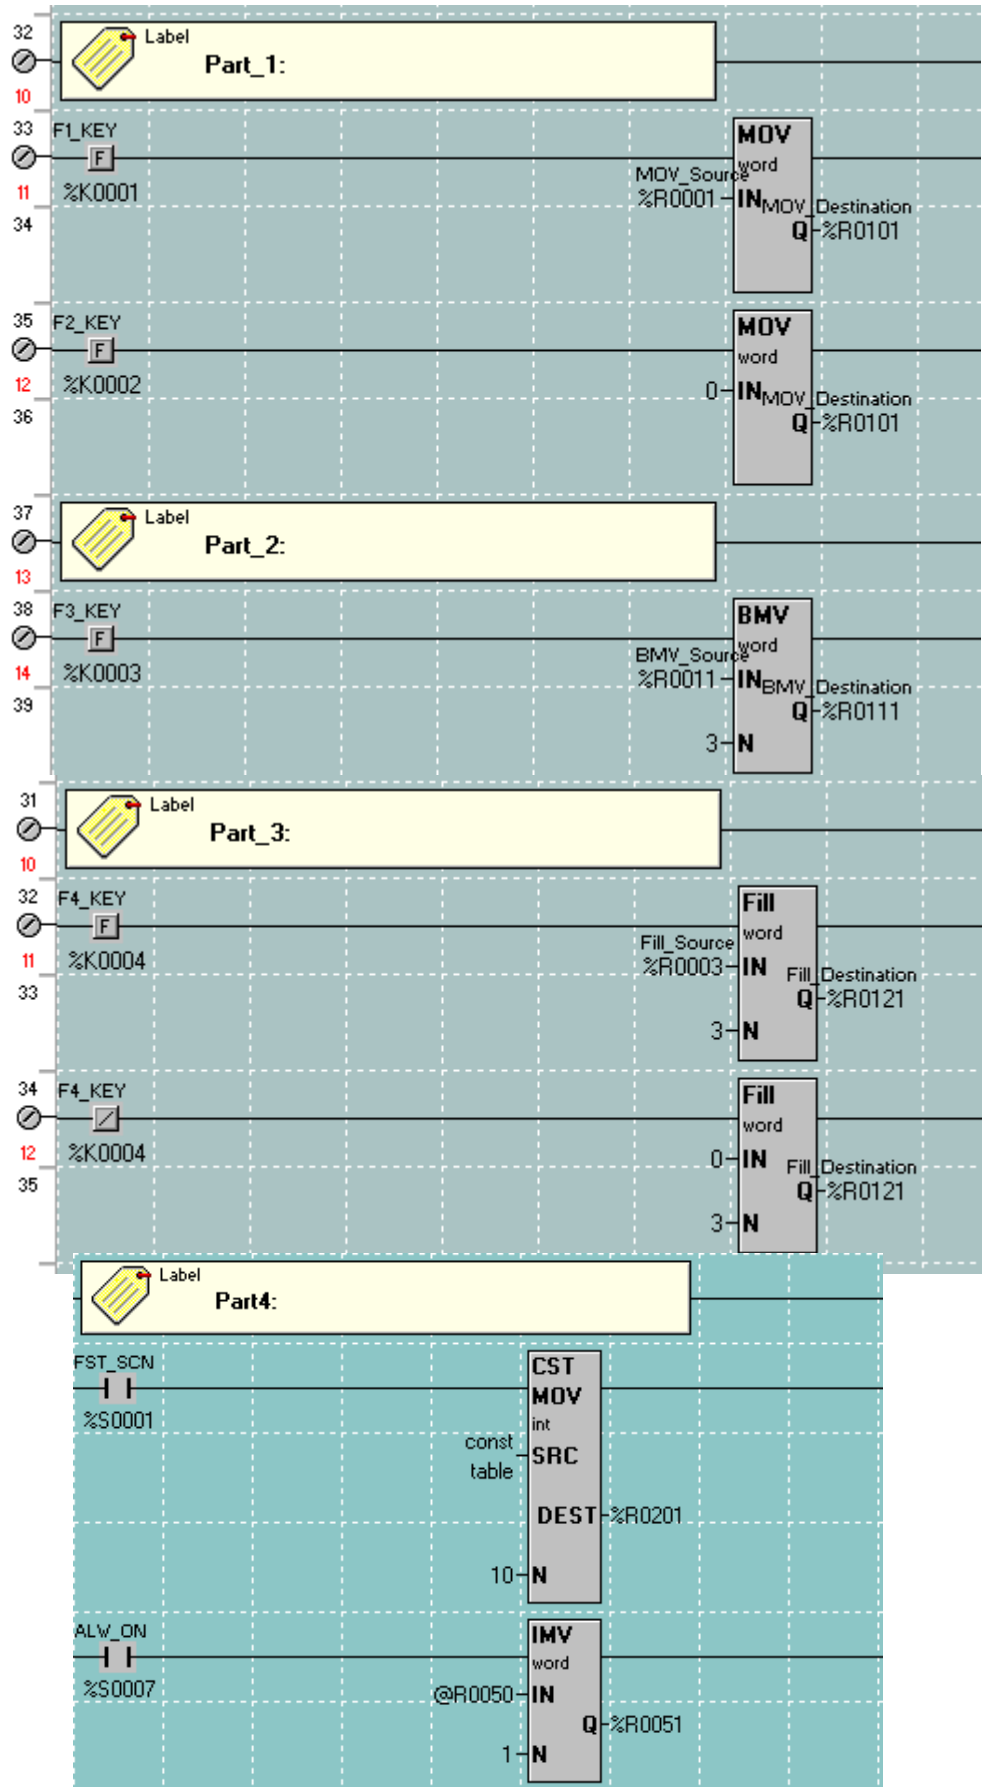 32
Label
Part_1:
10
33 F1_KEY
F
11 %K0001
MOV
word
MOV_Source
%R0001 IN
MOV_Destination
Q %R0101
34
35 F2_KEY
F
12 %K0002
MOV
word
0 IN
MOV_Destination
Q %R0101
36
37
Label
Part_2:
13
38 F3_KEY
F
14 %K0003
BMV
word
BMV_Source
%R0011 IN
BMV_Destination
Q %R0111
3 N
39
31
Label
Part_3:
10
32 F4_KEY
F
11 %K0004
Fill
word
Fill_Source
%R0003 IN
Fill_Destination
Q %R0121
3 N
33
34 F4_KEY
12 %K0004
Fill
word
0 IN
Fill_Destination
Q %R0121
3 N
35
Label
Part4:
FST_SCN
%S0001
CST
MOV
int
const
table
SRC
DEST %R0201
10 N
ALW_ON
%S0007
IMV
word
@R0050 IN
Q %R0051
1 N